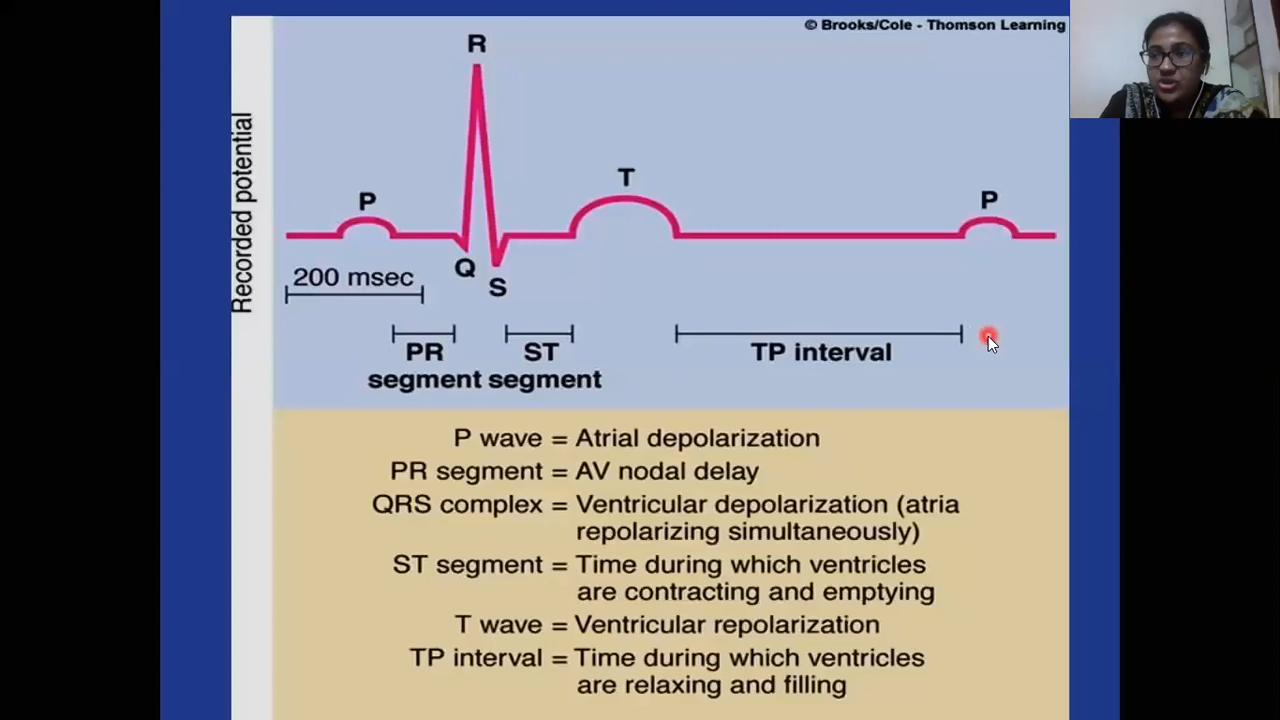 © Brooks/Cole - Thomson Learning
Recorded potential
R
P
T
P
Q
S
200 msec
PR segment
ST segment
TP interval
P wave = Atrial depolarization
PR segment = AV nodal delay
QRS complex = Ventricular depolarization (atria
repolarizing simultaneously)
ST segment = Time during which ventricles
are contracting and emptying
T wave = Ventricular repolarization
TP interval = Time during which ventricles
are relaxing and filling